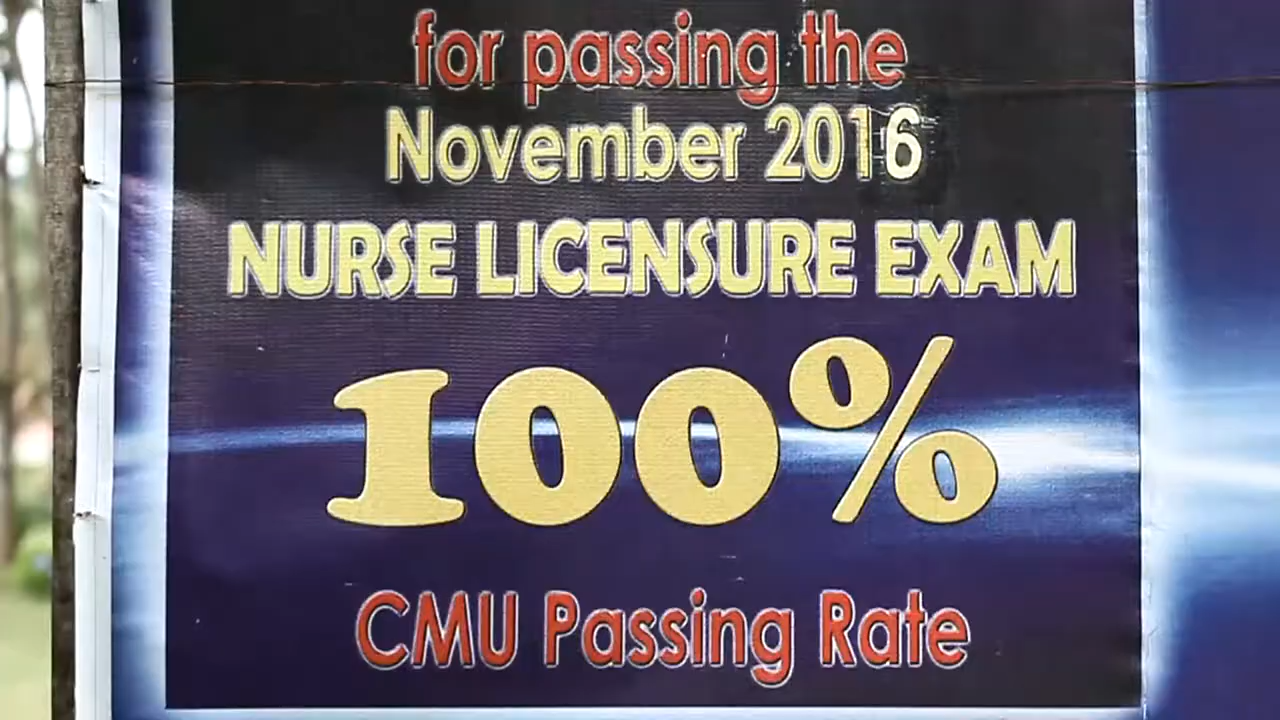 for passing the
November 2016
NURSE LICENSURE EXAM
100%
CMU Passing Rate